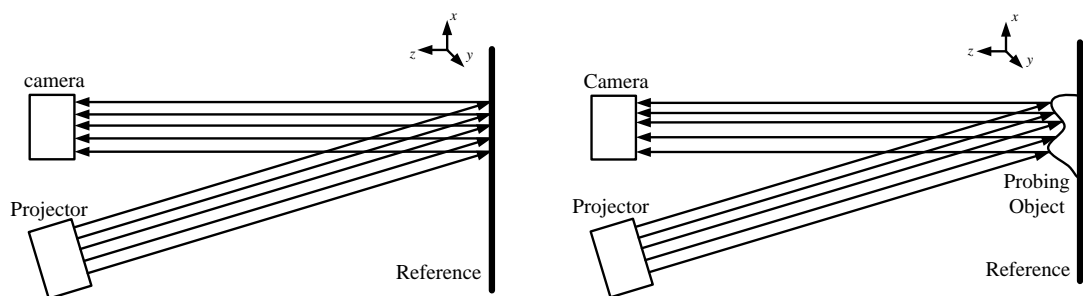 x
z
y
camera
Projector
Reference
x
z
y
Camera
Probing
Object
Projector
Reference